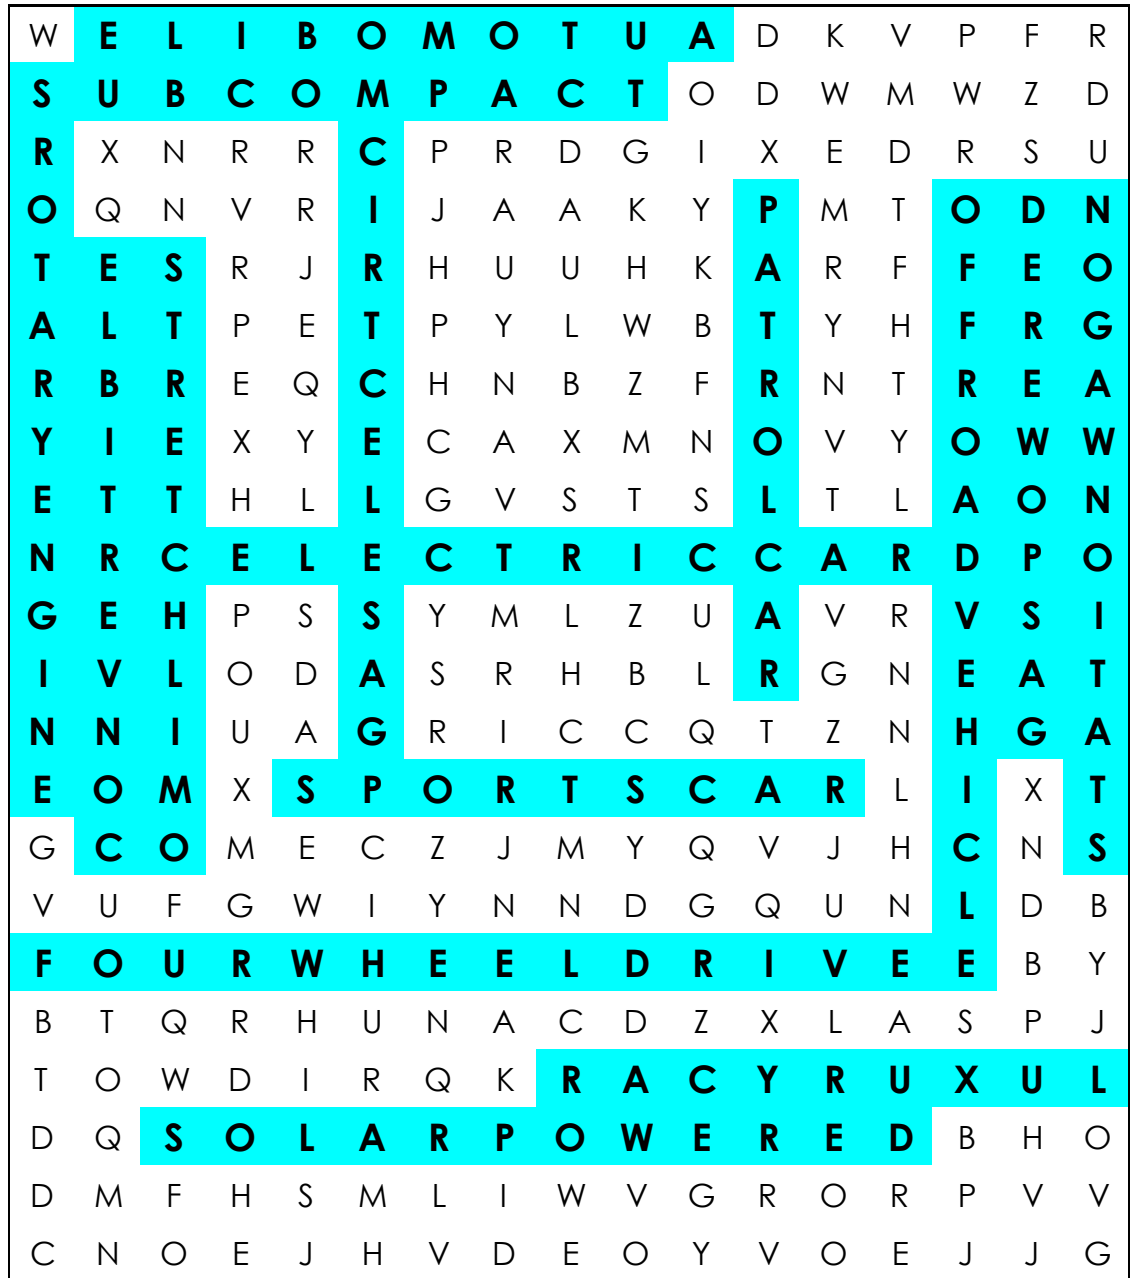 W E L I B O M O T U A D K V P F R
S U B C O M P A C T O D W M W Z D
R X N R R C P R D G I X E D R S U
O Q N V R I J A A K Y P M T O D N
T E S R J R H U U H K A R F F E O
A L T P E T P Y L W B T Y H F R G
R B R E Q C H N B Z F R N T R E A
Y I E X Y E C A X M N O V Y O W W
E T T H L L G V S T S L T L A O N
N R C E L E C T R I C C A R D P O
G E H P S S Y M L Z U A V R V S I
I V L O D A S R H B L R G N E A T
N N I U A G R I C C Q T Z N H G A
E O M X S P O R T S C A R L I X T
G C O M E C Z J M Y Q V J H C N S
V U F G W I Y N N D G Q U N L D B
F O U R W H E E L D R I V E E B Y
B T Q R H U N A C D Z X L A S P J
T O W D I R Q K R A C Y R U X U L
D Q S O L A R P O W E R E D B H O
D M F H S M L I W V G R O R P V V
C N O E J H V D E O Y V O E J J G